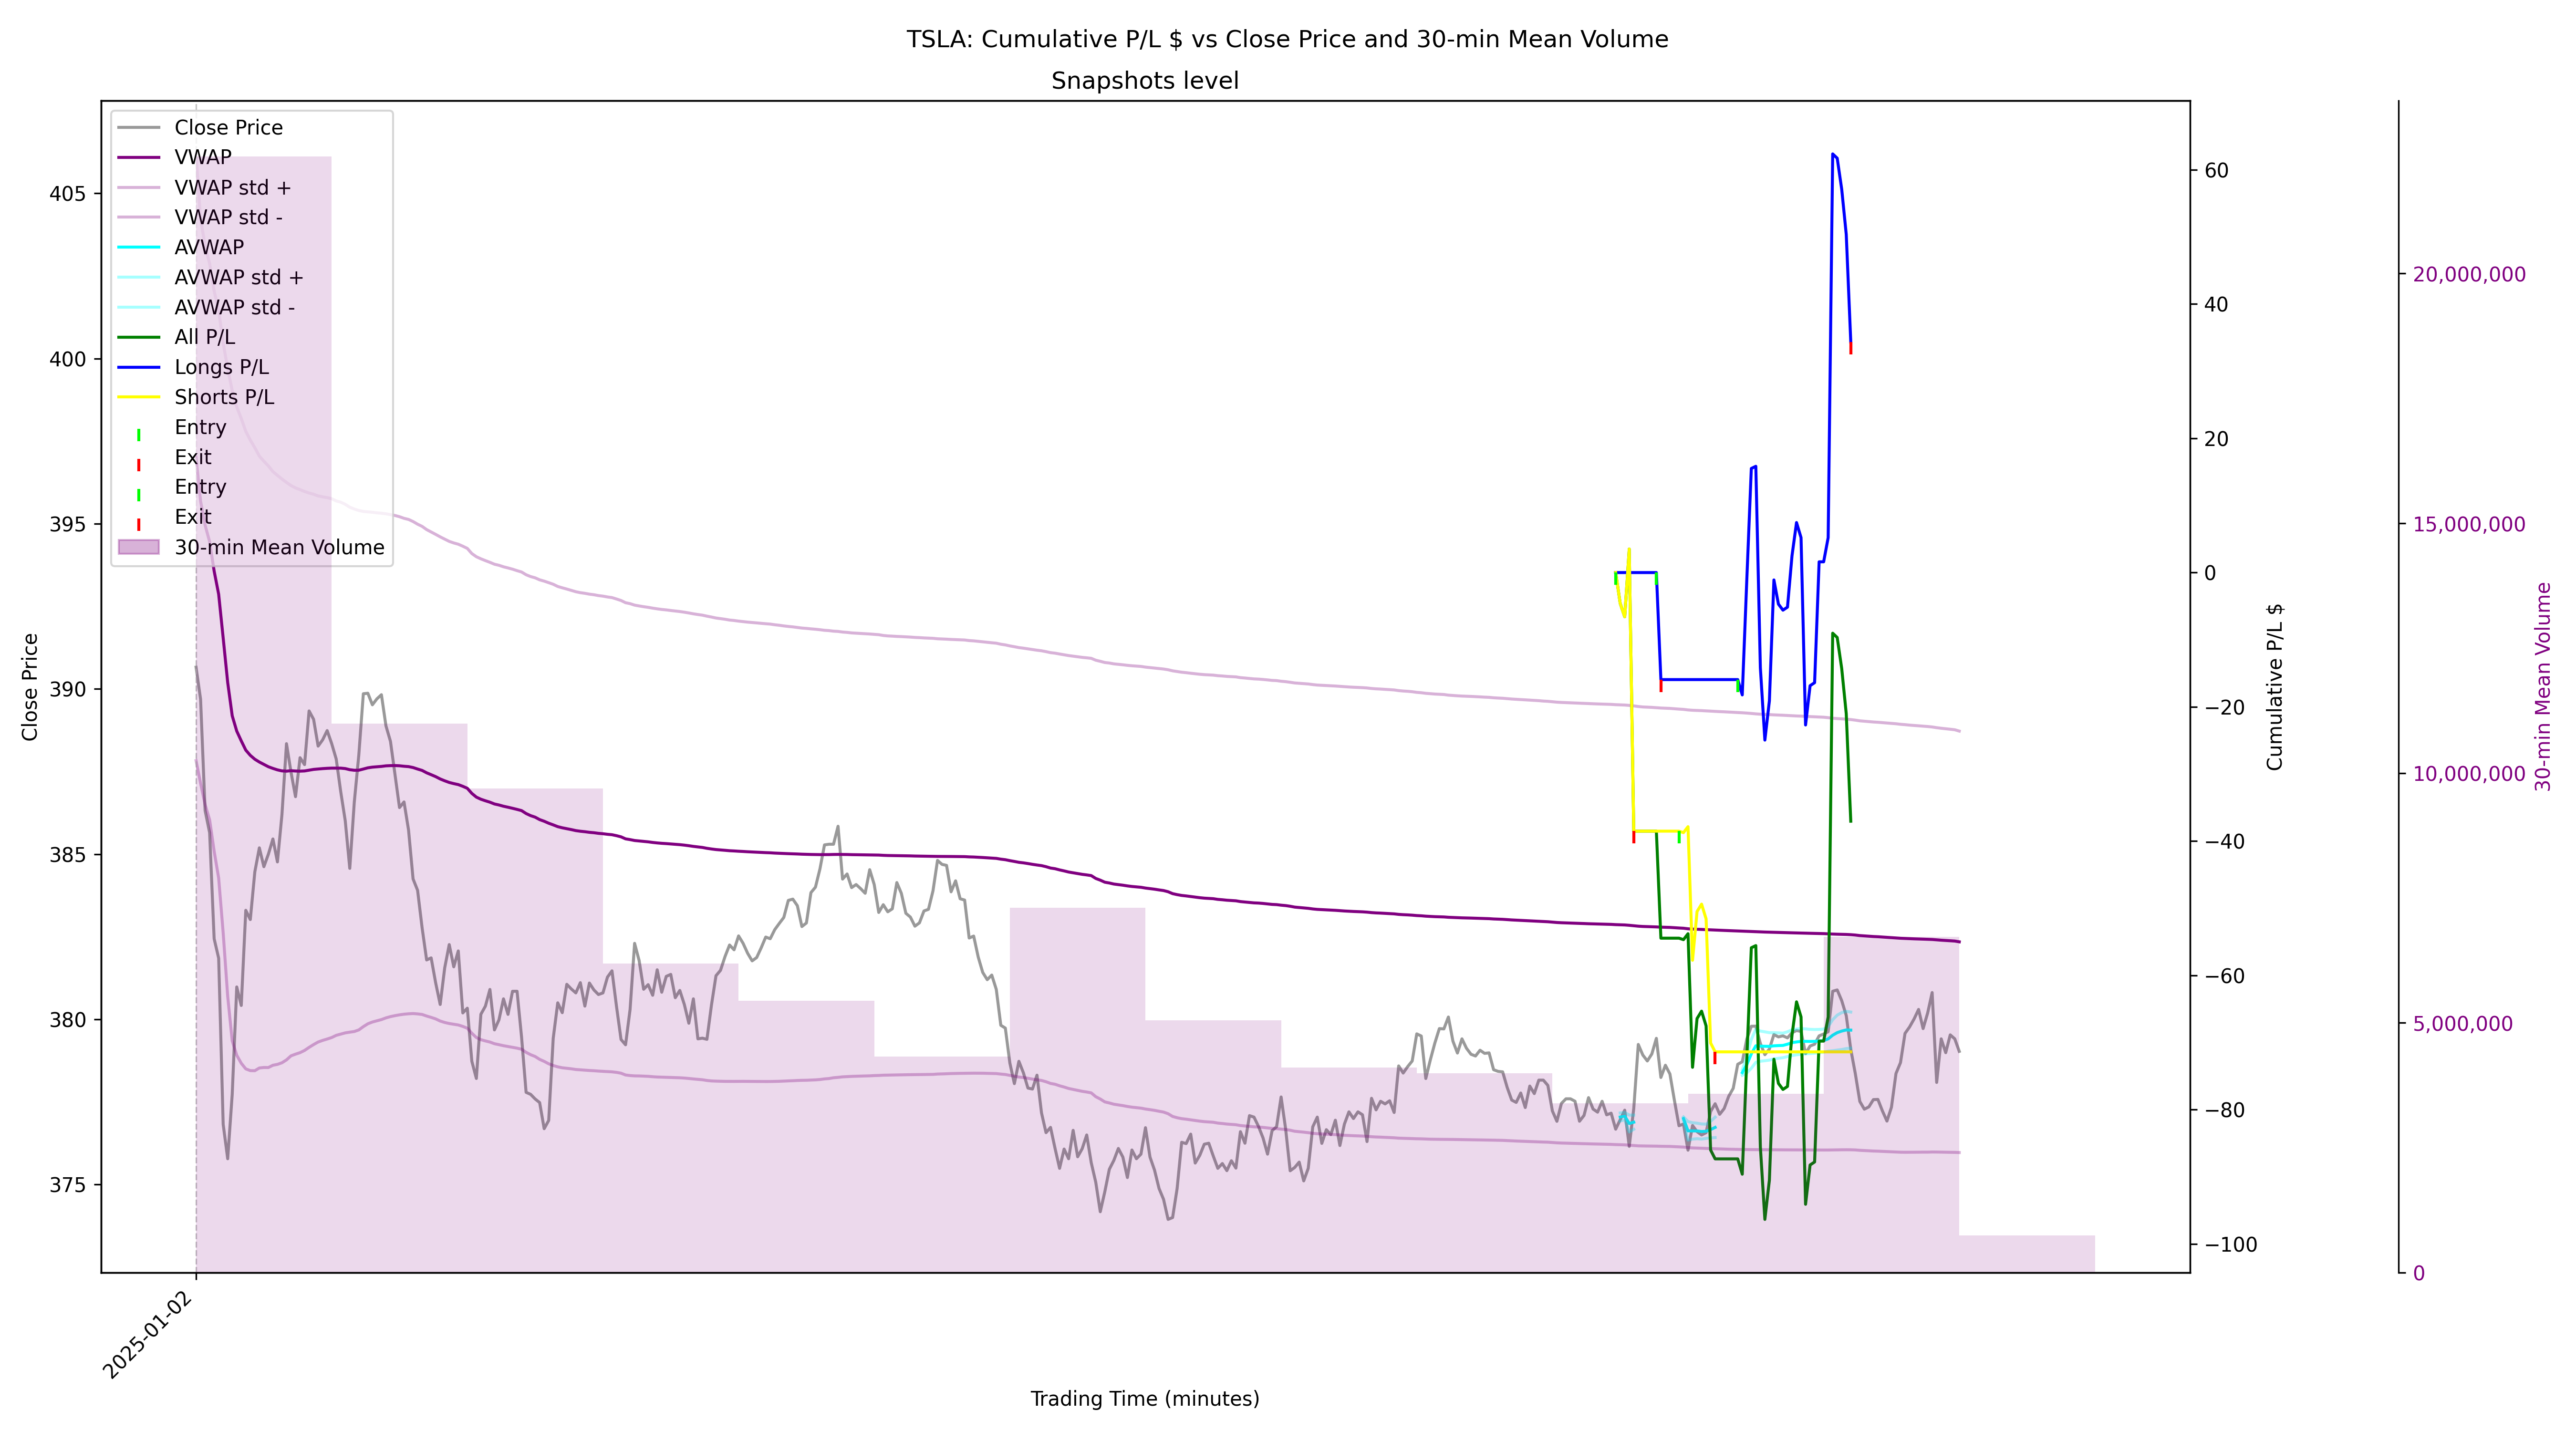 TSLA: Cumulative P/L $ vs Close Price and 30-min Mean Volume
Snapshots level
Close Price
VWAP
VWAP std +
VWAP std -
AVWAP
AVWAP std +
AVWAP std -
All P/L
Longs P/L
Shorts P/L
Entry
Exit
Entry
Exit
30-min Mean Volume
Close Price
405
400
395
390
385
380
375
60
40
20
0
−20
−40
−60
−80
−100
Cumulative P/L $
20,000,000
15,000,000
10,000,000
5,000,000
0
30-min Mean Volume
2025-01-02
Trading Time (minutes)